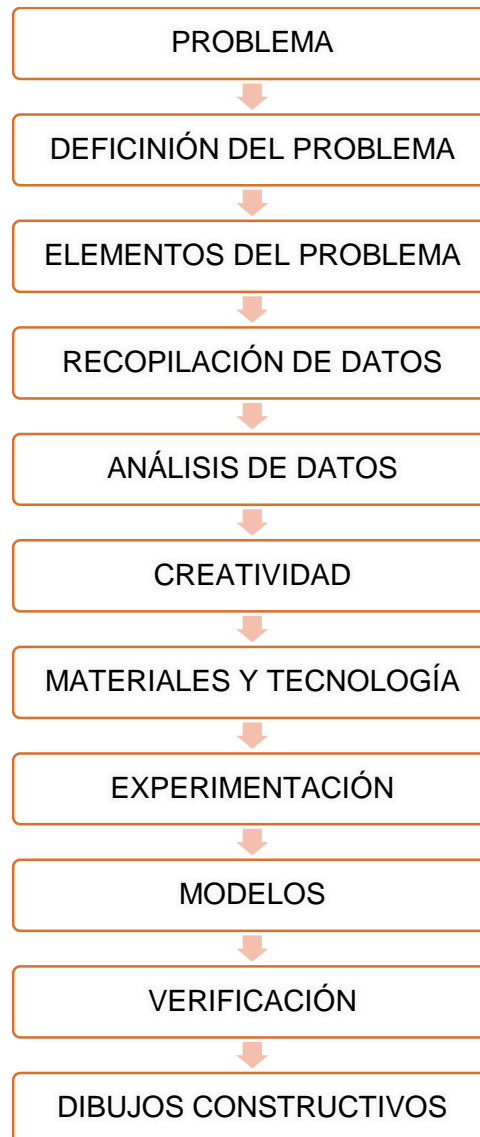 PROBLEMA
DEFICINIÓN DEL PROBLEMA
ELEMENTOS DEL PROBLEMA
RECOPILACIÓN DE DATOS
ANÁLISIS DE DATOS
CREATIVIDAD
MATERIALES Y TECNOLOGÍA
EXPERIMENTACIÓN
MODELOS
VERIFICACIÓN
DIBUJOS CONSTRUCTIVOS